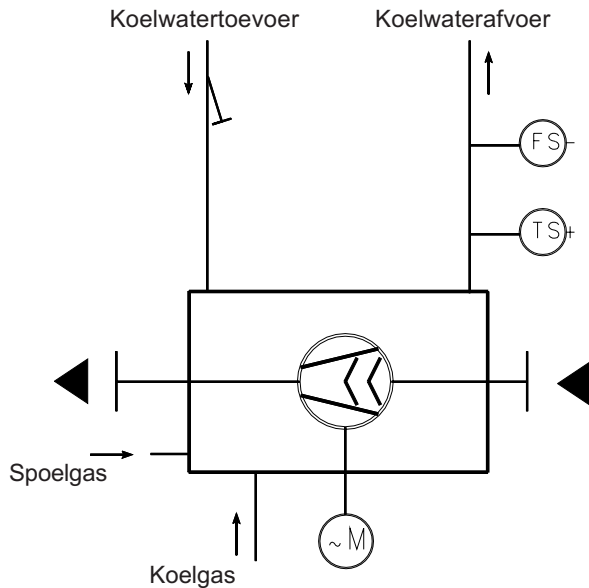 Koelwatertoevoer
Koelwaterafvoer
FS-
TS+
Spoelgas
~M
Koelgas